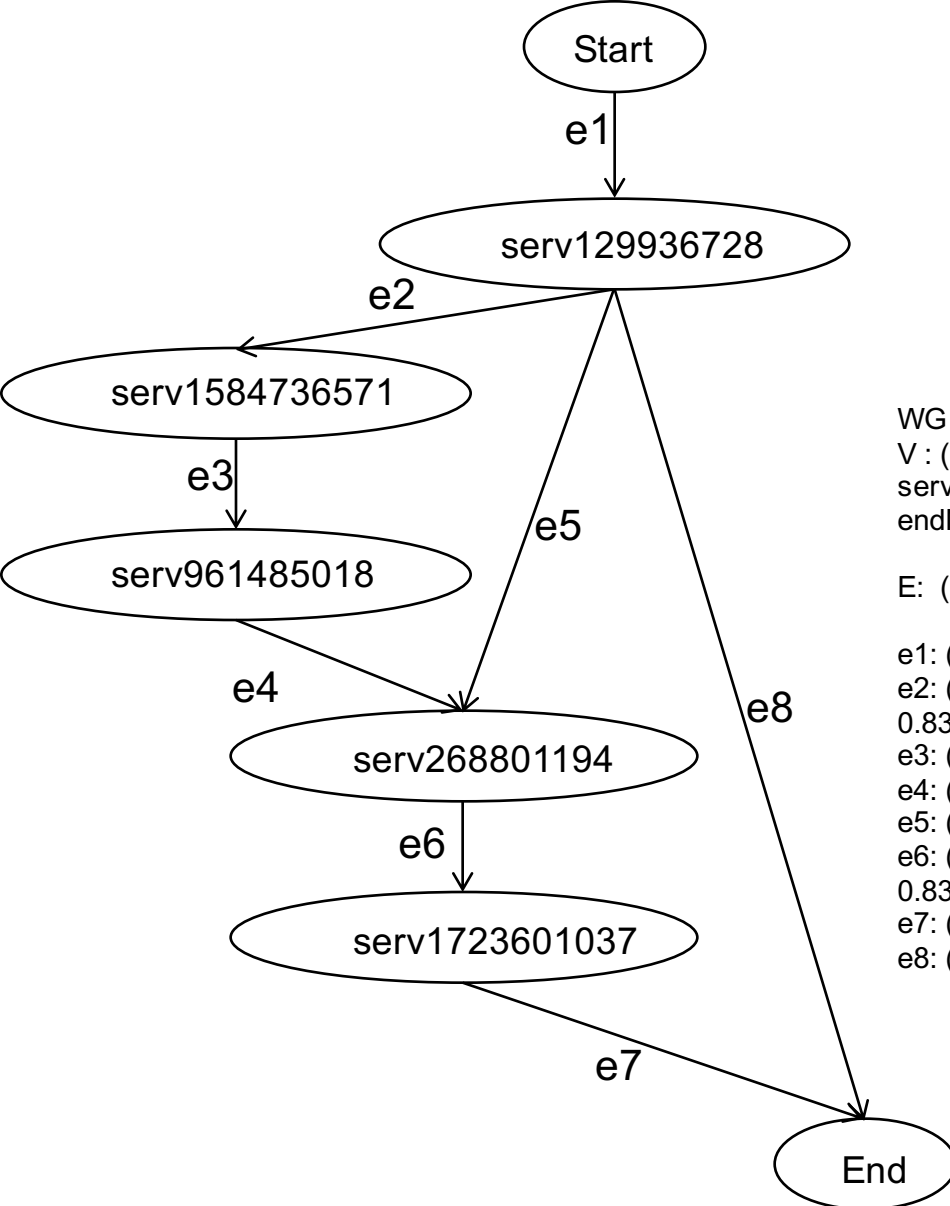 Start
e1
serv129936728
e2
serv1584736571
e3
e5
serv961485018
e4
e8
serv268801194
e6
serv1723601037
e7
End
WG
V : (
serv
E: (
e1: (
e2: (
0.83
e3: (
e4: (
e5: (
e6: (
0.83
e7: (
e8: (